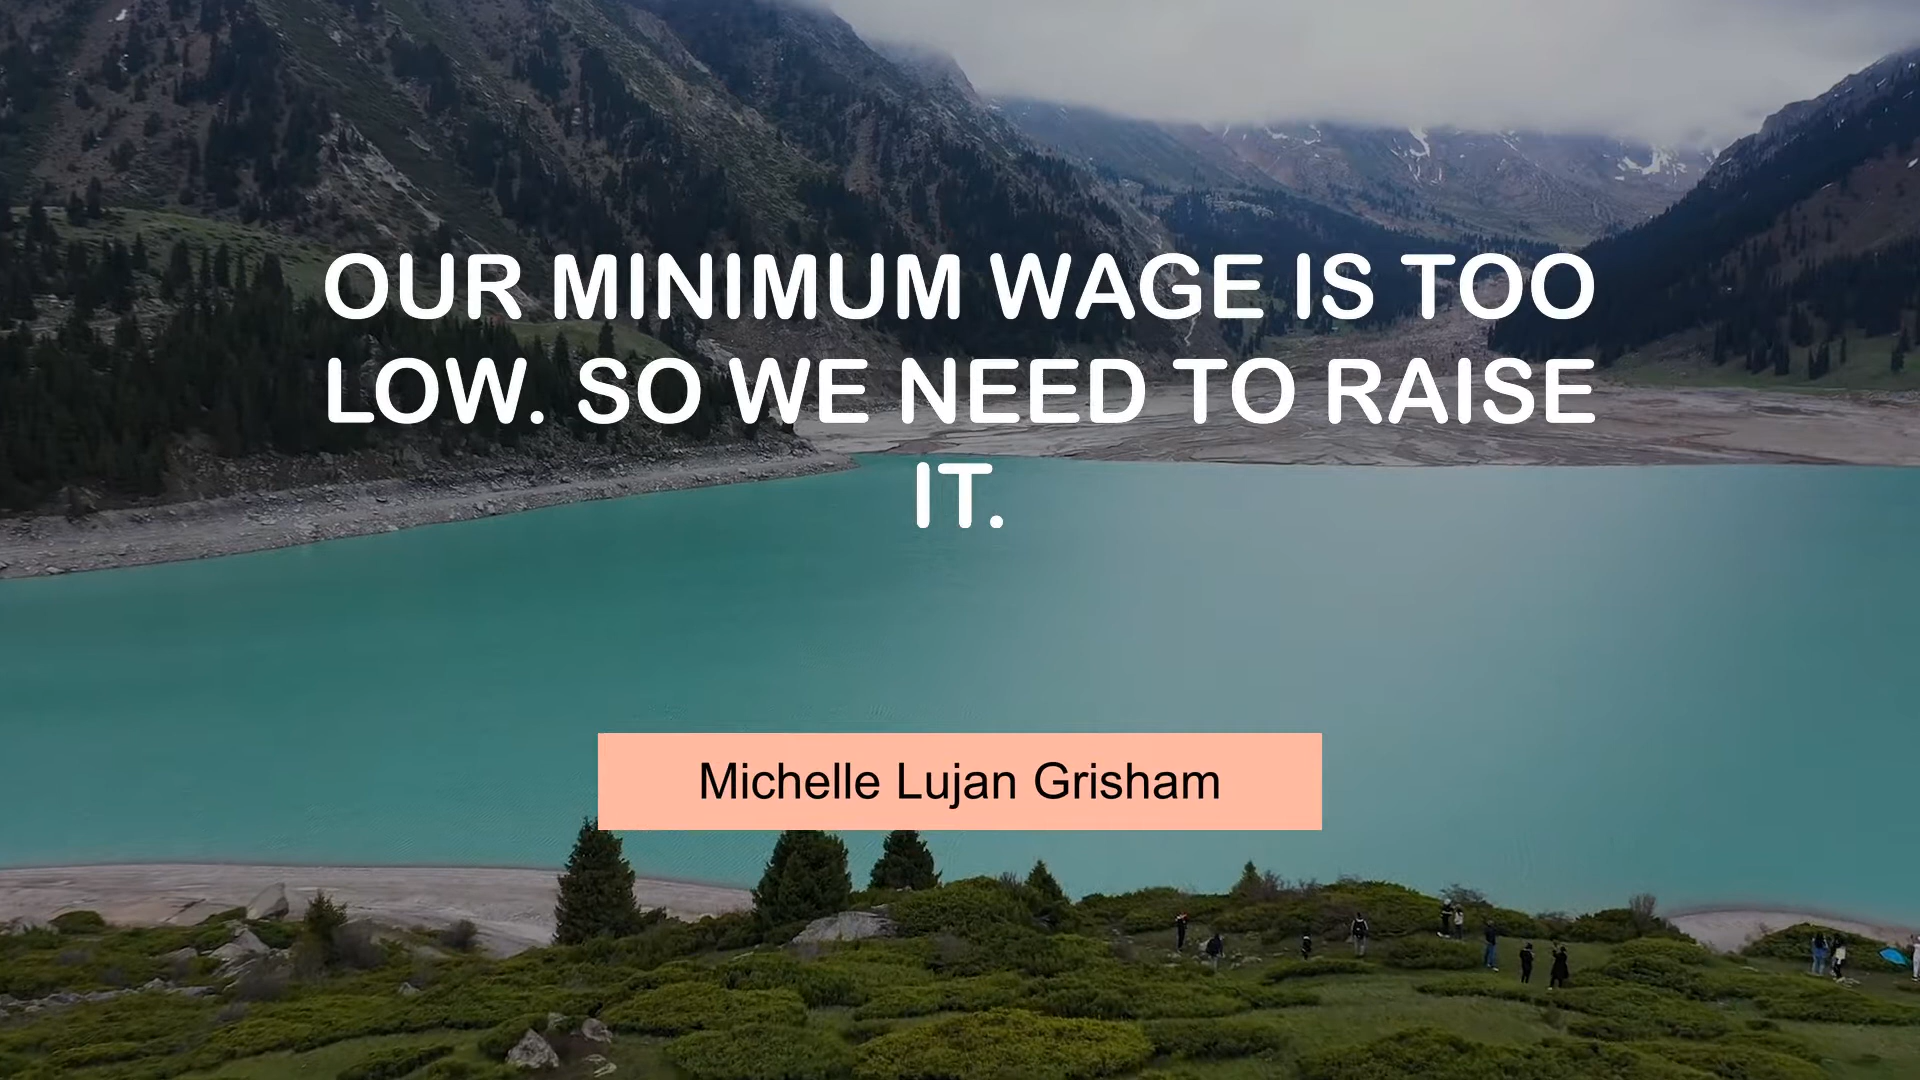 OUR MINIMUM WAGE IS TOO
LOW. SO WE NEED TO RAISE
IT.
Michelle Lujan Grisham